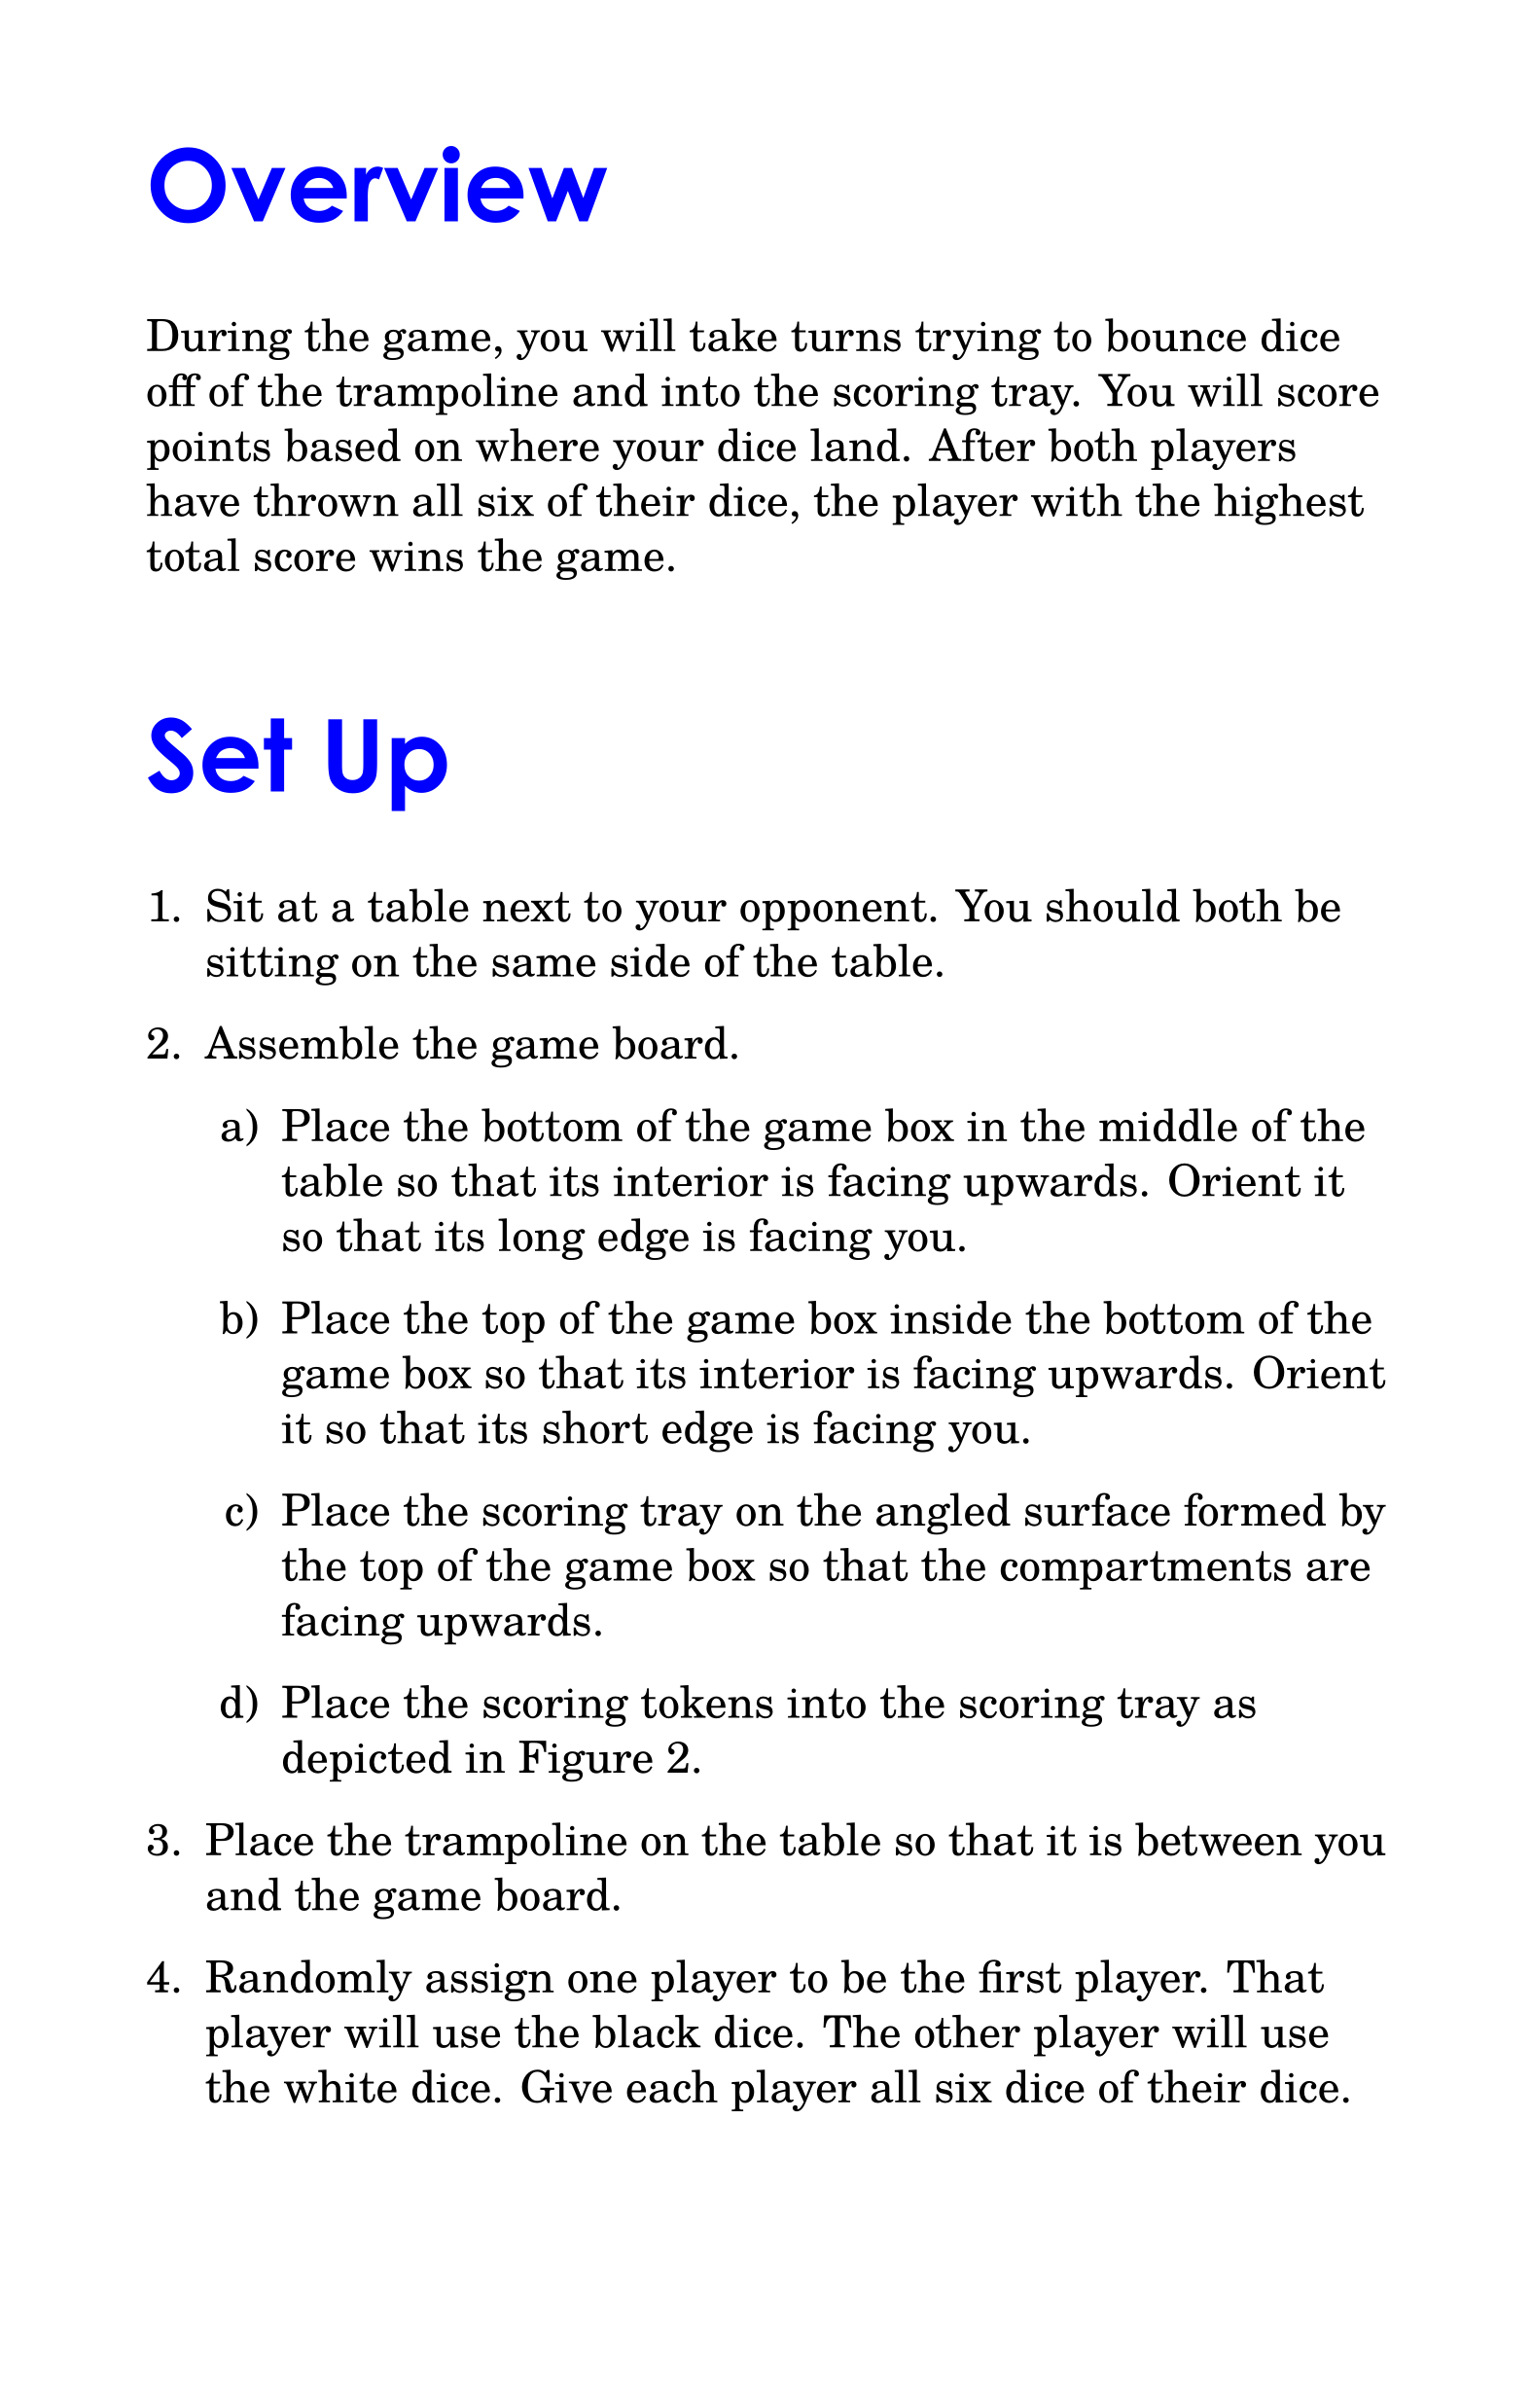 Overview
During the game, you will take turns trying to bounce dice
off of the trampoline and into the scoring tray. You will score
points based on where your dice land. After both players
have thrown all six of their dice, the player with the highest
total score wins the game.
Set Up
1. Sit at a table next to your opponent. You should both be
sitting on the same side of the table.
2. Assemble the game board.
a) Place the bottom of the game box in the middle of the
table so that its interior is facing upwards. Orient it
so that its long edge is facing you.
b) Place the top of the game box inside the bottom of the
game box so that its interior is facing upwards. Orient
it so that its short edge is facing you.
c) Place the scoring tray on the angled surface formed by
the top of the game box so that the compartments are
facing upwards.
d) Place the scoring tokens into the scoring tray as
depicted in Figure 2.
3. Place the trampoline on the table so that it is between you
and the game board.
4. Randomly assign one player to be the first player. That
player will use the black dice. The other player will use
the white dice. Give each player all six dice of their dice.